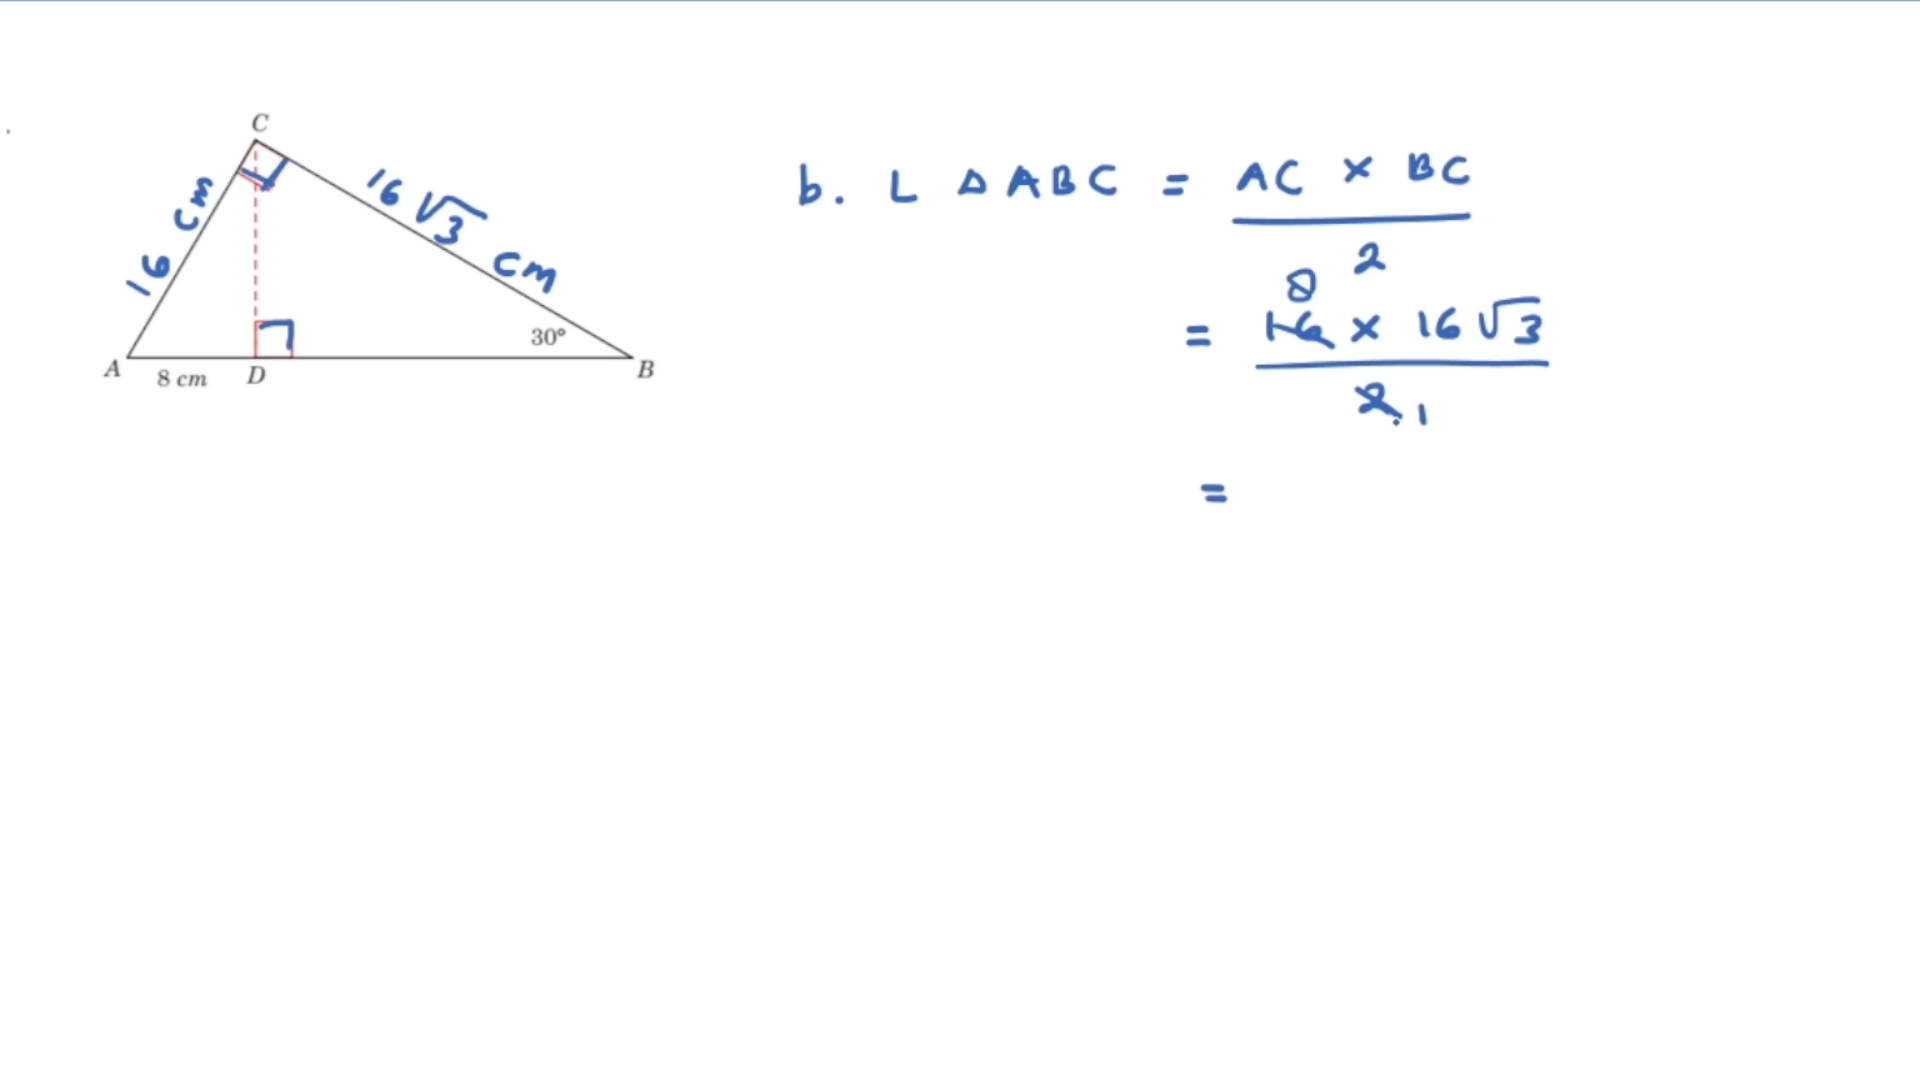 C
16 cm
16 √3 cm
30°
A 8 cm D B
b. L Δ ABC = AC × BC
2
8
= 16 × 16 √3
2 1
=